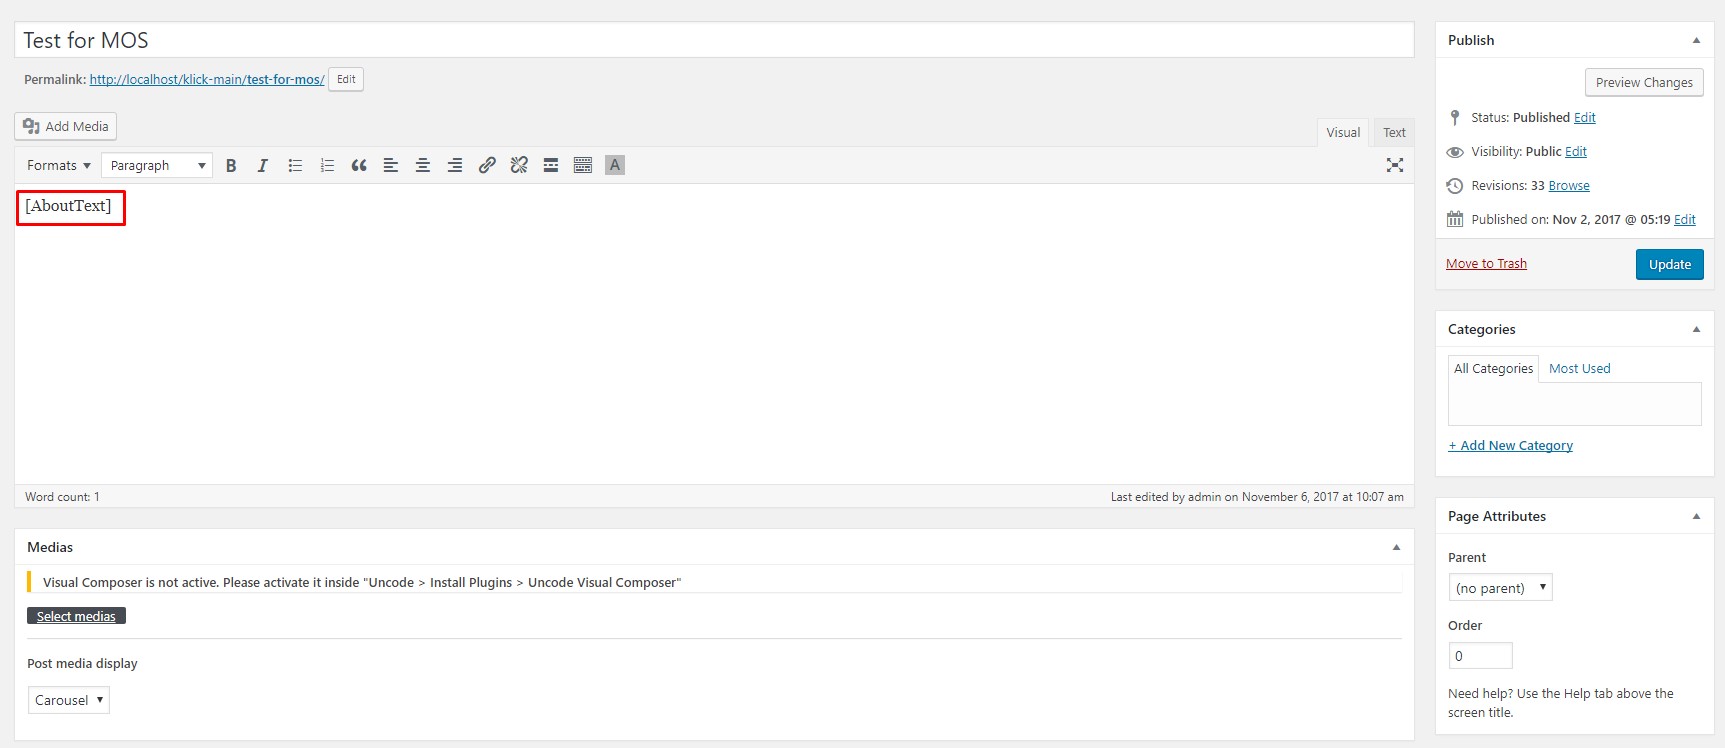 Test for MOS
Permalink: http://localhost/klick-main/test-for-mos/ Edit
Add Media
Visual Text
Formats Paragraph B I A
[AboutText]
Word count: 1 Last edited by admin on November 6, 2017 at 10:07 am
Medias
Visual Composer is not active. Please activate it inside "Uncode > Install Plugins > Uncode Visual Composer"
Select medias
Post media display
Carousel
Publish
Preview Changes
Status: Published Edit
Visibility: Public Edit
Revisions: 33 Browse
Published on: Nov 2, 2017 @ 05:19 Edit
Move to Trash Update
Categories
All Categories Most Used
+ Add New Category
Page Attributes
Parent
(no parent)
Order
0
Need help? Use the Help tab above the
screen title.